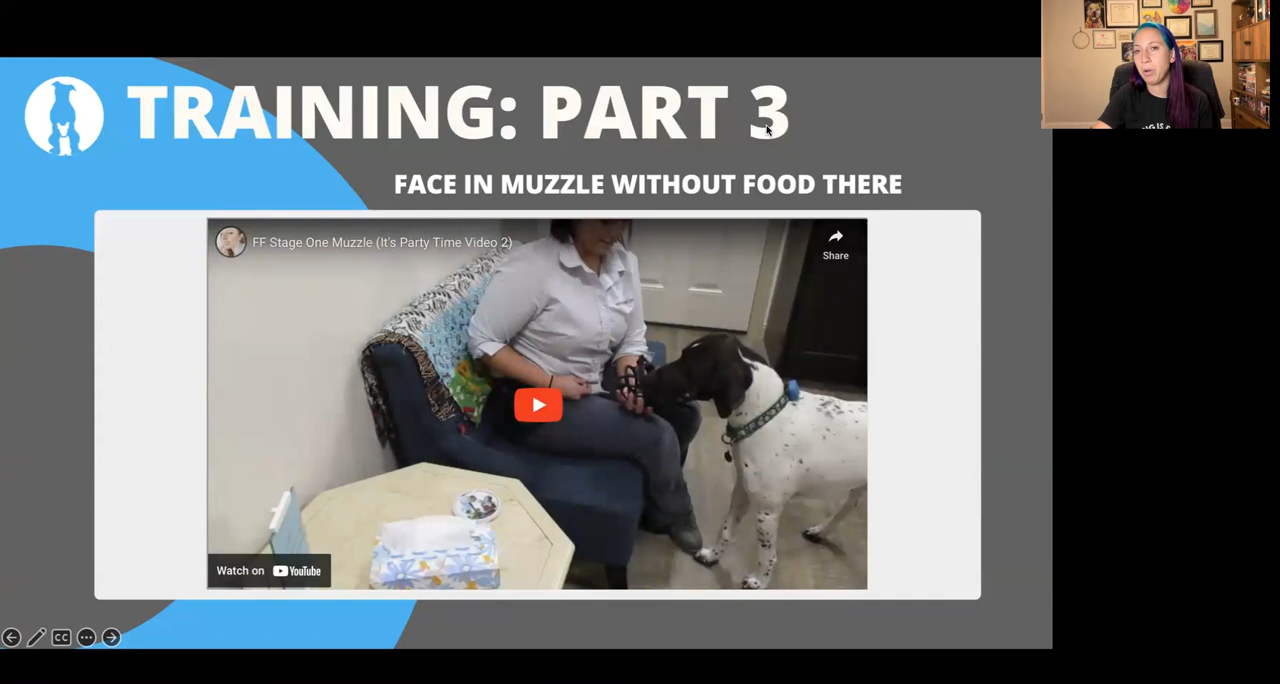 TRAINING: PART 3
FACE IN MUZZLE WITHOUT FOOD THERE
FF Stage One Muzzle (It's Party Time Video 2)
Share
Watch on YouTube
CC